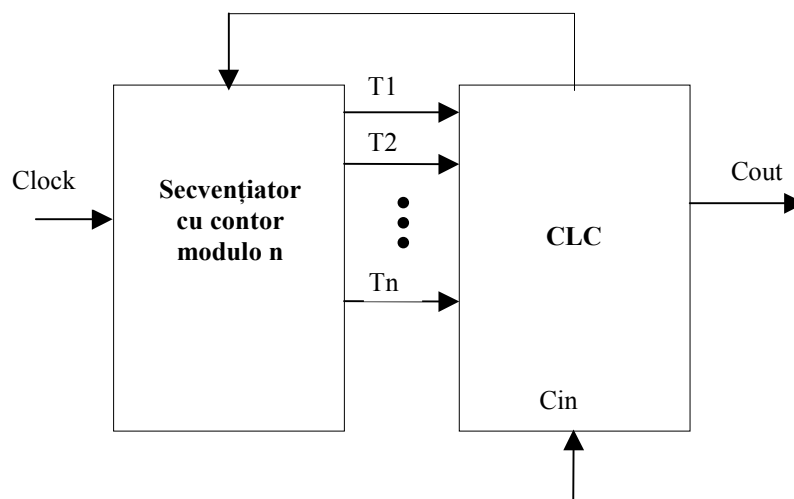 T1
T2
Clock
Secvențiator
cu contor
modulo n
CLC
Cout
Tn
Cin